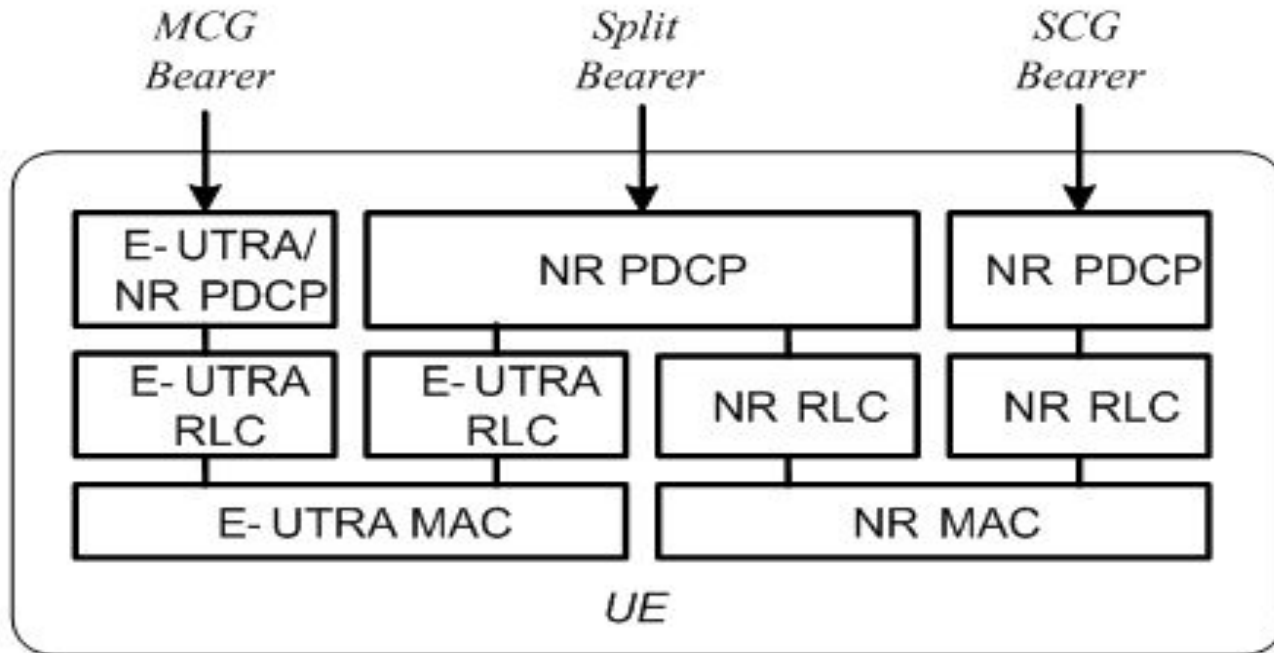 MCG
Bearer
Split
Bearer
SCG
Bearer
E- UTRA/
NR PDCP
NR PDCP
NR PDCP
E- UTRA
RLC
E- UTRA
RLC
NR RLC
NR RLC
E- UTRA MAC
NR MAC
UE